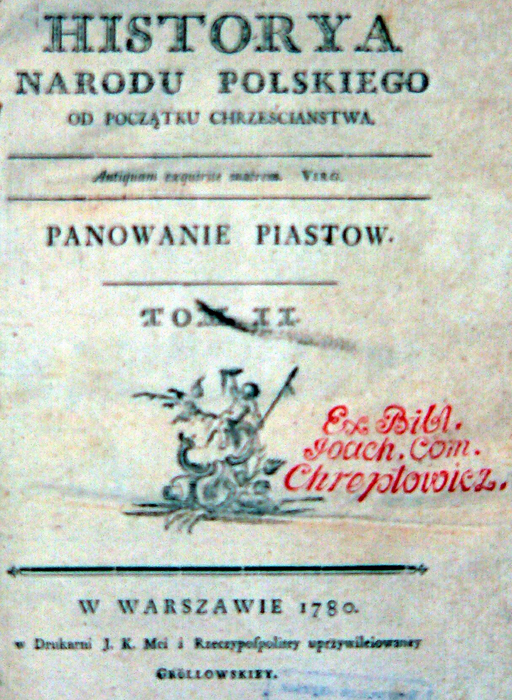 HISTORYA
NARODU POLSKIEGO
OD POCZĄTKU CHRZEŚCIANSTWA.
Antiquam exquirite matrem. VIRG.
PANOWANIE PIASTOW.
TOM II.
Ex Bibl.
Joach. Com.
Chreptowicz.
W WARSZAWIE 1780.
w Drukarni J. K. Mci i Rzeczypoſpolitey uprzywileiowaney
GRÖLLOWSKIEY.